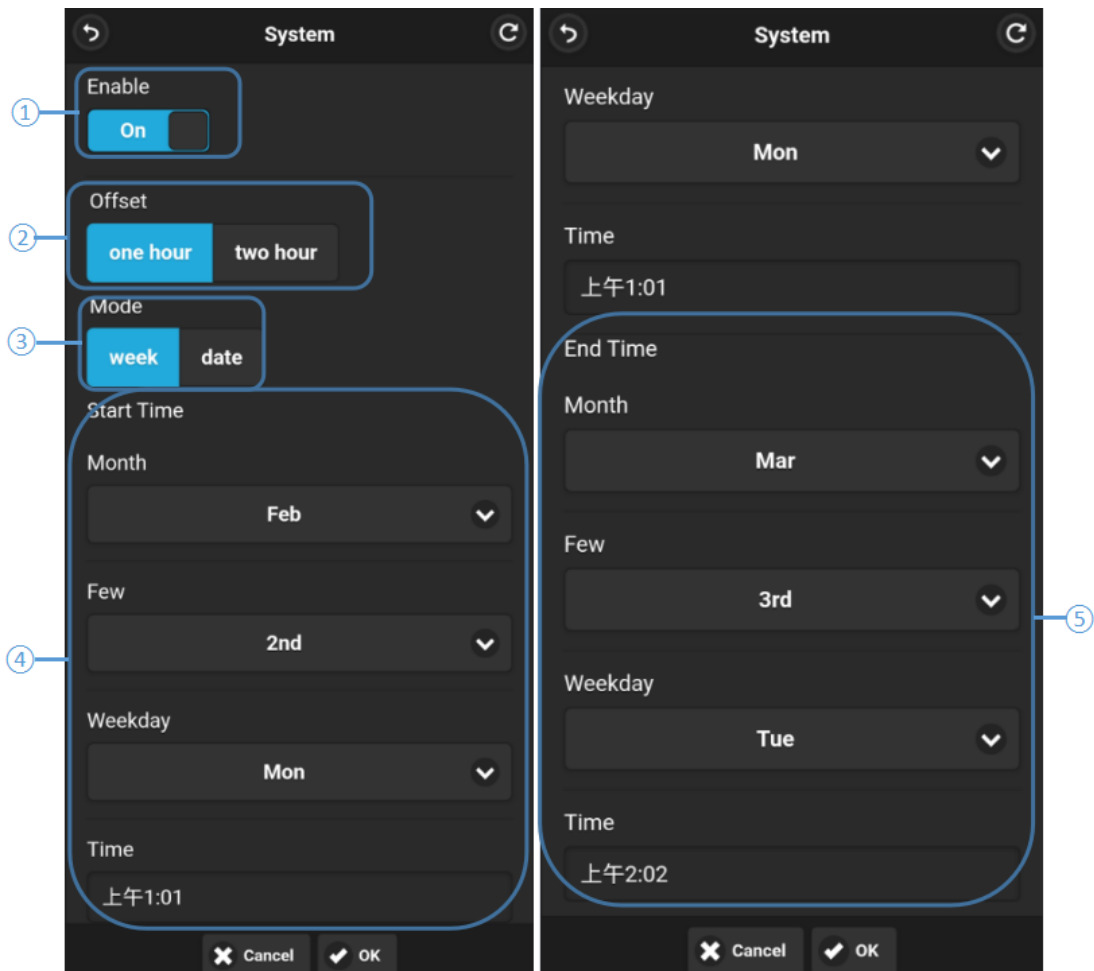 System
Enable
①
On
Offset
②
one hour two hour
Mode
③
week date
Start Time
Month
Feb
Few
2nd
④
Weekday
Mon
Time
上午1:01
Cancel OK
System
Weekday
Mon
Time
上午1:01
End Time
Month
Mar
Few
3rd
⑤
Weekday
Tue
Time
上午2:02
Cancel OK